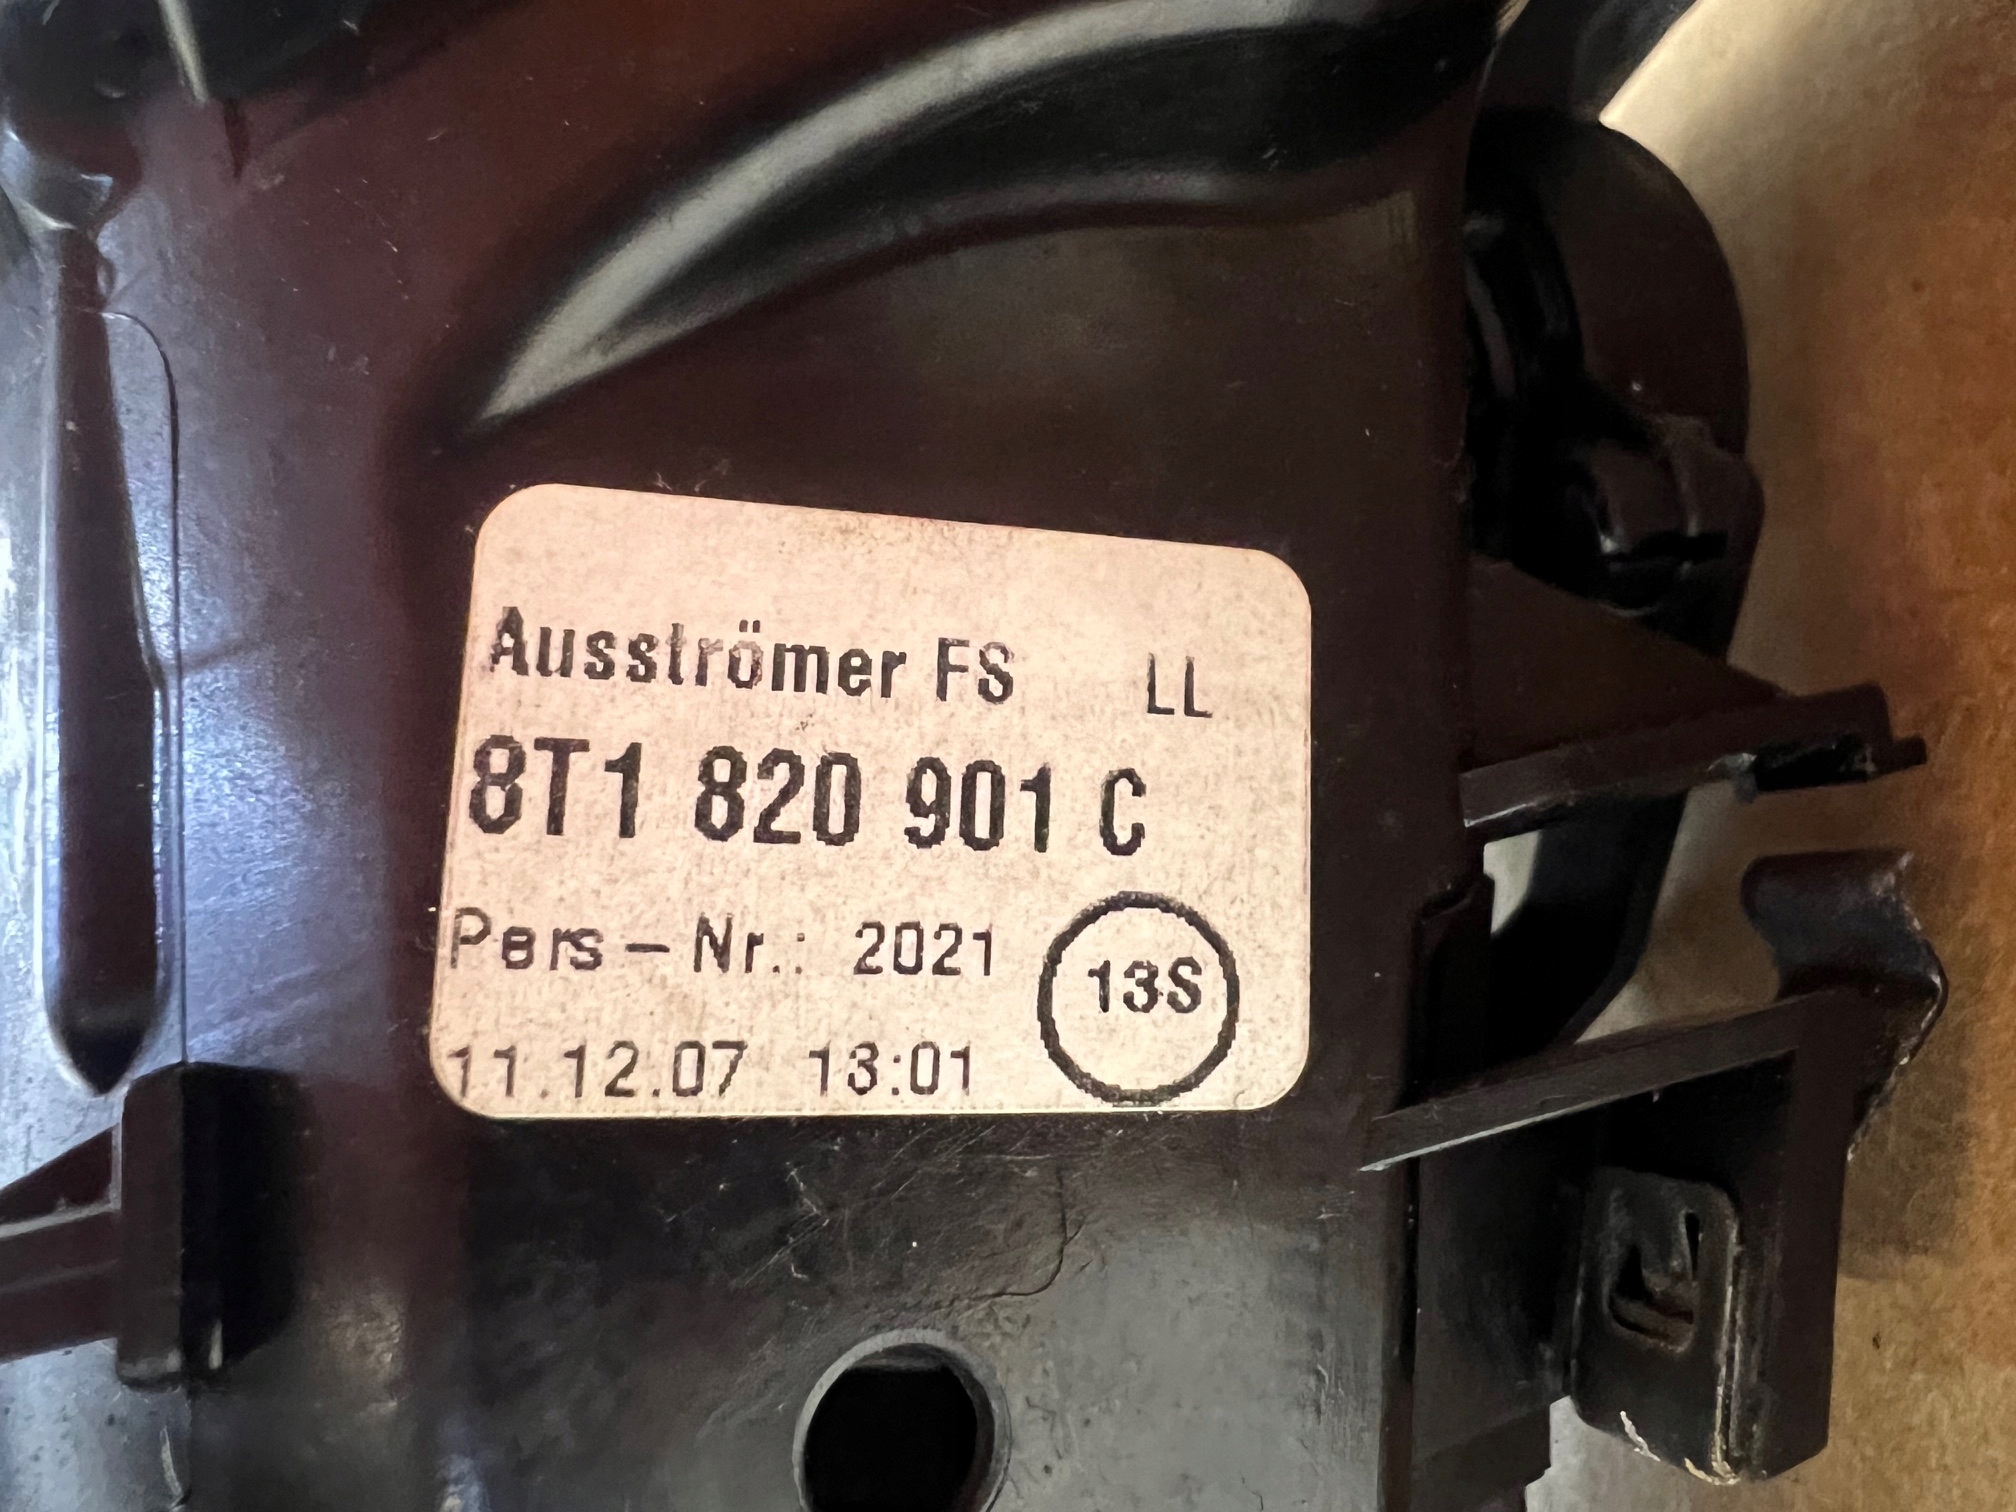 Ausströmer FS LL
8T1 820 901 C
Pers-Nr.: 2021
13S
11.12.07 13:01